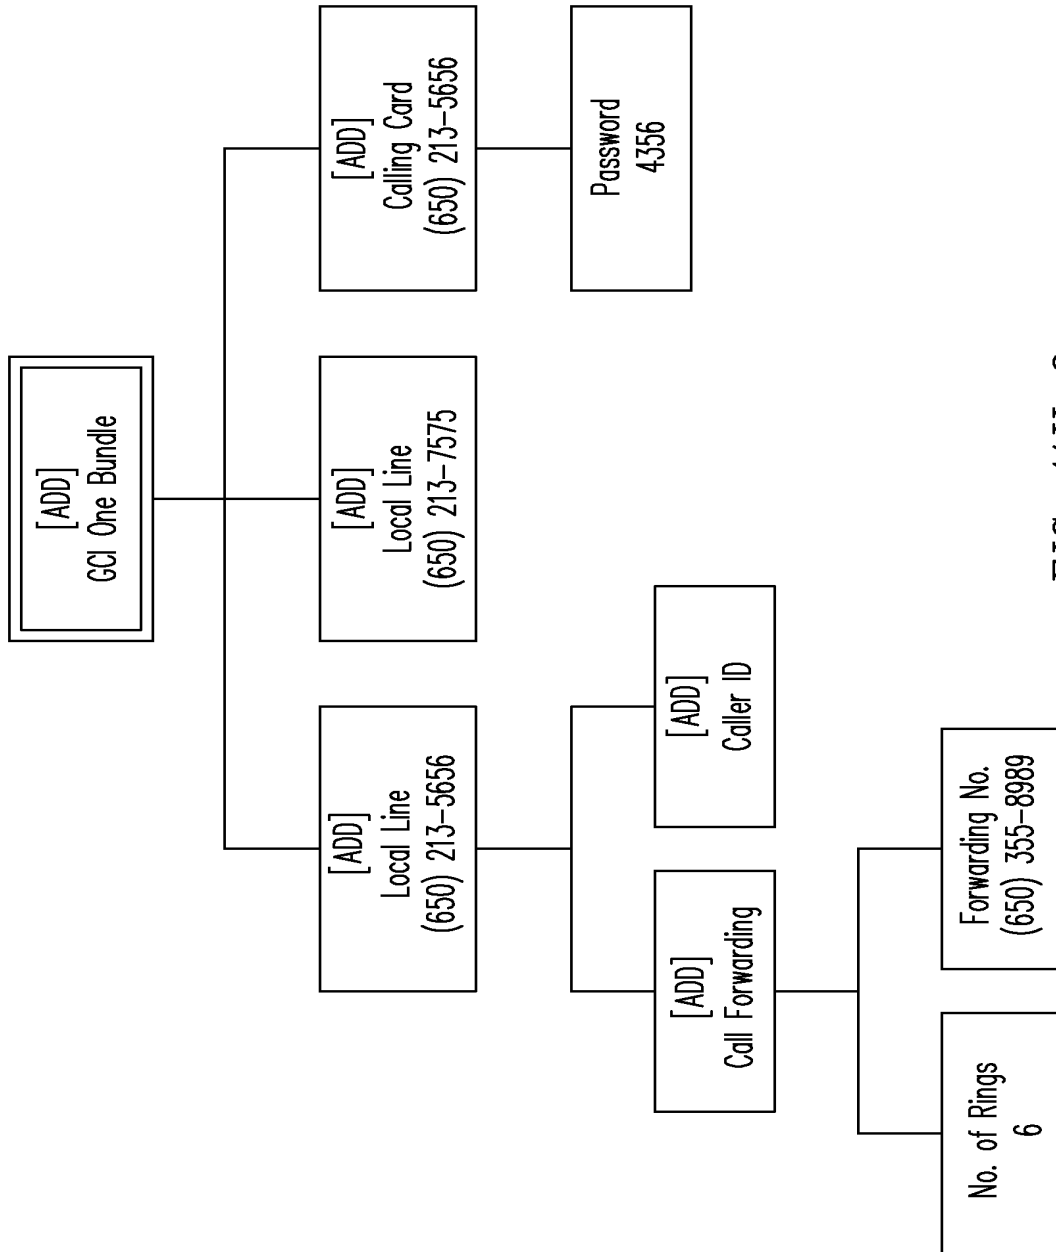 [ADD]
GCI One Bundle
[ADD]
Local Line
(650) 213-5656
[ADD]
Local Line
(650) 213-7575
[ADD]
Calling Card
(650) 213-5656
[ADD]
Call Forwarding
[ADD]
Caller ID
Password
4356
No. of Rings
6
Forwarding No.
(650) 355-8989